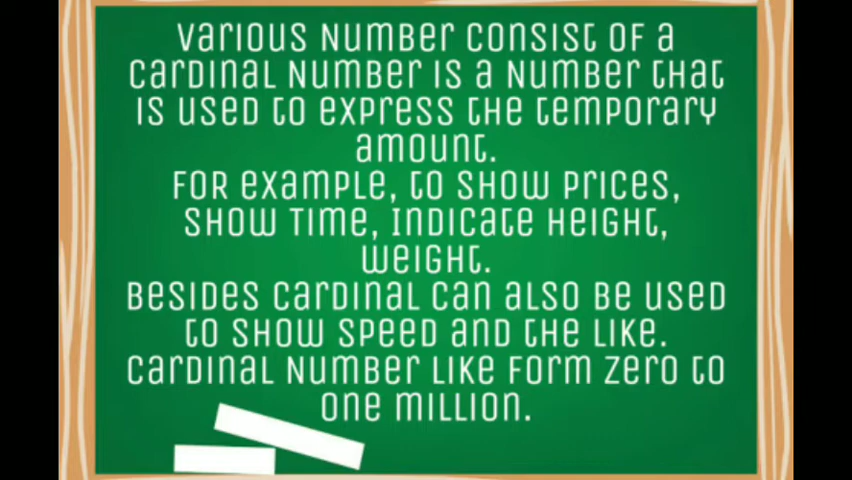 Various Number consist of a
Cardinal Number is a Number that
is used to express the temporary
amount.
For example, to show prices,
show Time, Indicate Height,
weight.
Besides Cardinal can also be used
to show speed and the like.
Cardinal Number like form zero to
one million.